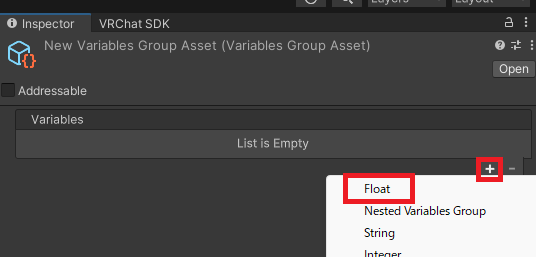 Layers
Layout
Inspector
VRChat SDK
New Variables Group Asset (Variables Group Asset)
Open
Addressable
Variables
List is Empty
Float
Nested Variables Group
String
Integer